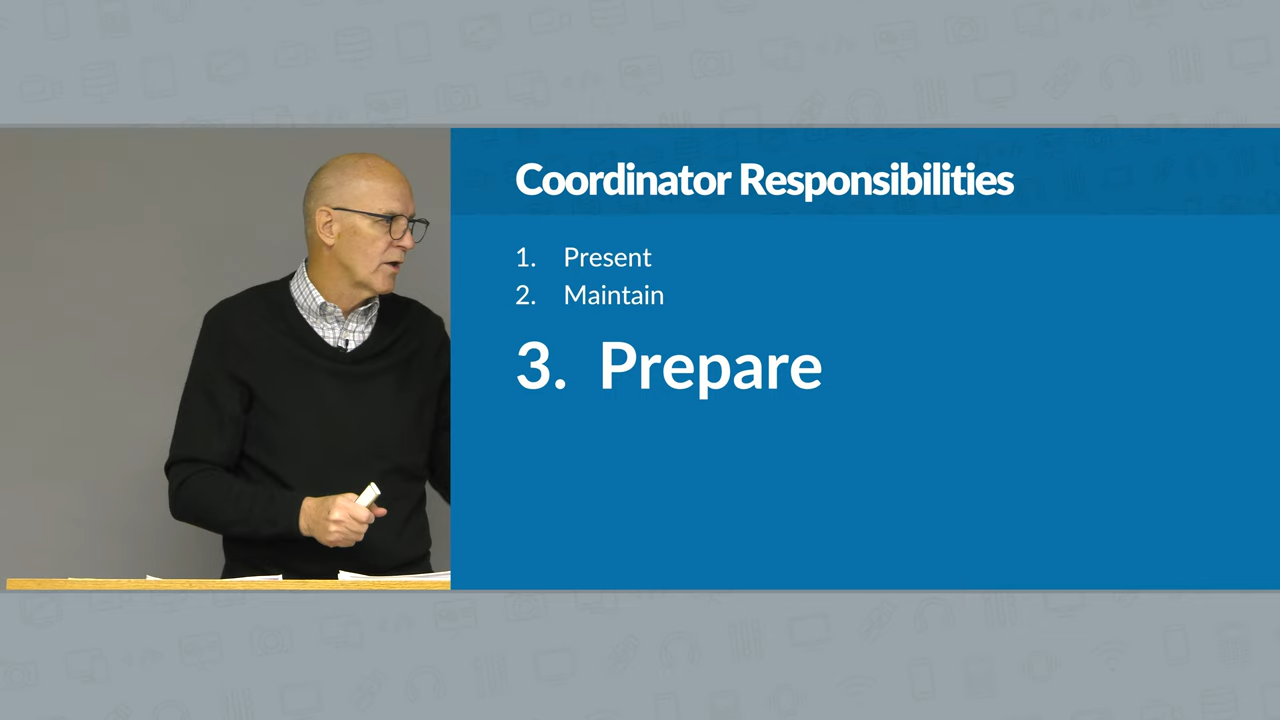 Coordinator Responsibilities
1. Present
2. Maintain
3. Prepare